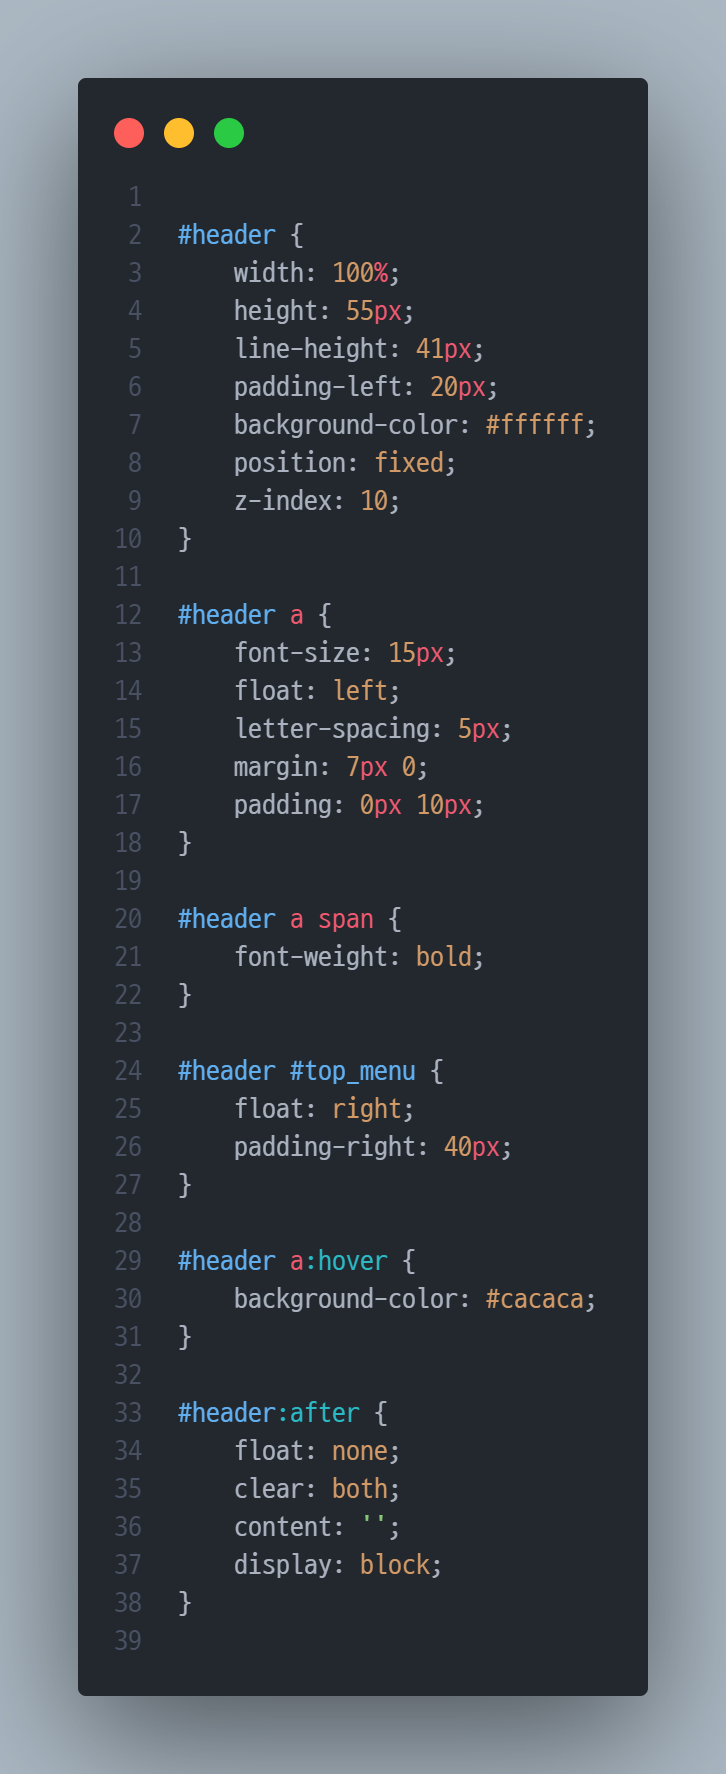 1
2 #header {
3     width: 100%;
4     height: 55px;
5     line-height: 41px;
6     padding-left: 20px;
7     background-color: #ffffff;
8     position: fixed;
9     z-index: 10;
10 }
11
12 #header a {
13     font-size: 15px;
14     float: left;
15     letter-spacing: 5px;
16     margin: 7px 0;
17     padding: 0px 10px;
18 }
19
20 #header a span {
21     font-weight: bold;
22 }
23
24 #header #top_menu {
25     float: right;
26     padding-right: 40px;
27 }
28
29 #header a:hover {
30     background-color: #cacaca;
31 }
32
33 #header:after {
34     float: none;
35     clear: both;
36     content: '';
37     display: block;
38 }
39